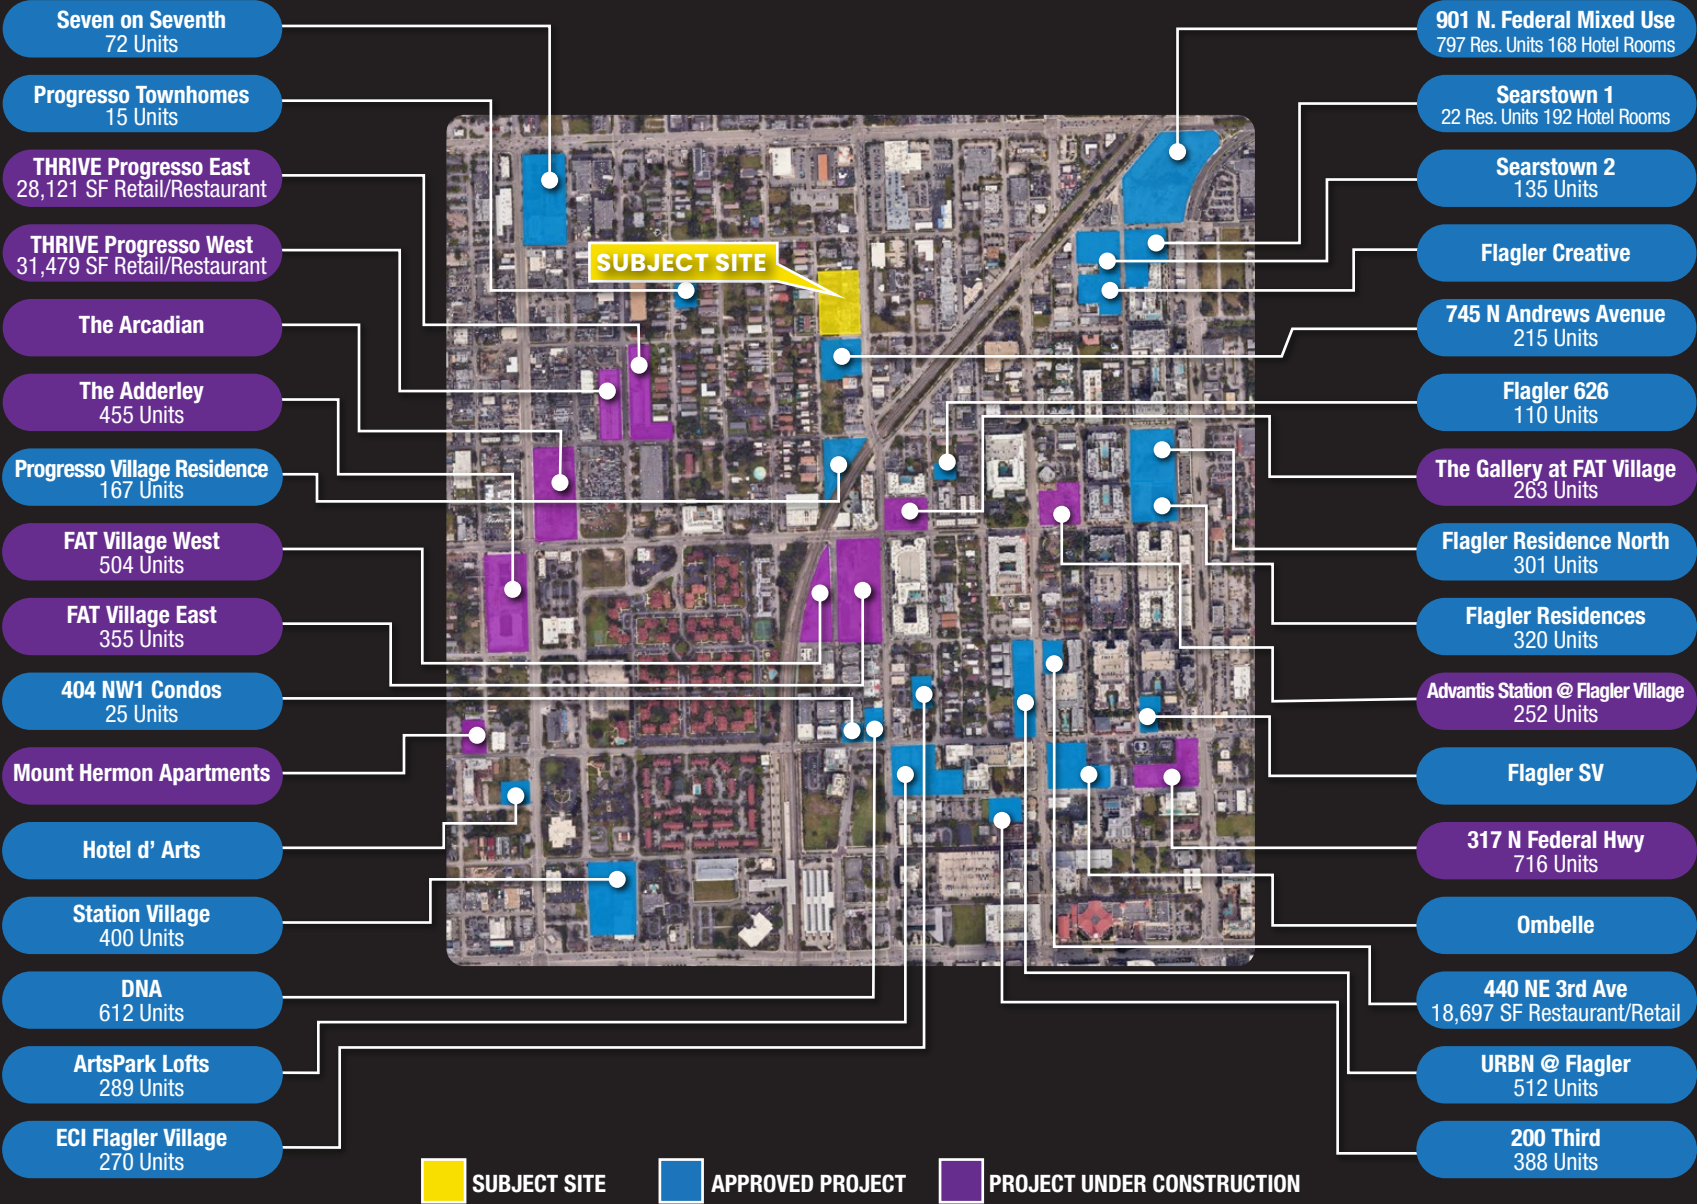 Seven on Seventh
72 Units
Progresso Townhomes
15 Units
THRIVE Progresso East
28,121 SF Retail/Restaurant
THRIVE Progresso West
31,479 SF Retail/Restaurant
The Arcadian
The Adderley
455 Units
Progresso Village Residence
167 Units
FAT Village West
504 Units
FAT Village East
355 Units
404 NW1 Condos
25 Units
Mount Hermon Apartments
Hotel d' Arts
Station Village
400 Units
DNA
612 Units
ArtsPark Lofts
289 Units
ECI Flagler Village
270 Units
SUBJECT SITE
901 N. Federal Mixed Use
797 Res. Units 168 Hotel Rooms
Searstown 1
22 Res. Units 192 Hotel Rooms
Searstown 2
135 Units
Flagler Creative
745 N Andrews Avenue
215 Units
Flagler 626
110 Units
The Gallery at FAT Village
263 Units
Flagler Residence North
301 Units
Flagler Residences
320 Units
Advantis Station @ Flagler Village
252 Units
Flagler SV
317 N Federal Hwy
716 Units
Ombelle
440 NE 3rd Ave
18,697 SF Restaurant/Retail
URBN @ Flagler
512 Units
200 Third
388 Units
SUBJECT SITE
APPROVED PROJECT
PROJECT UNDER CONSTRUCTION